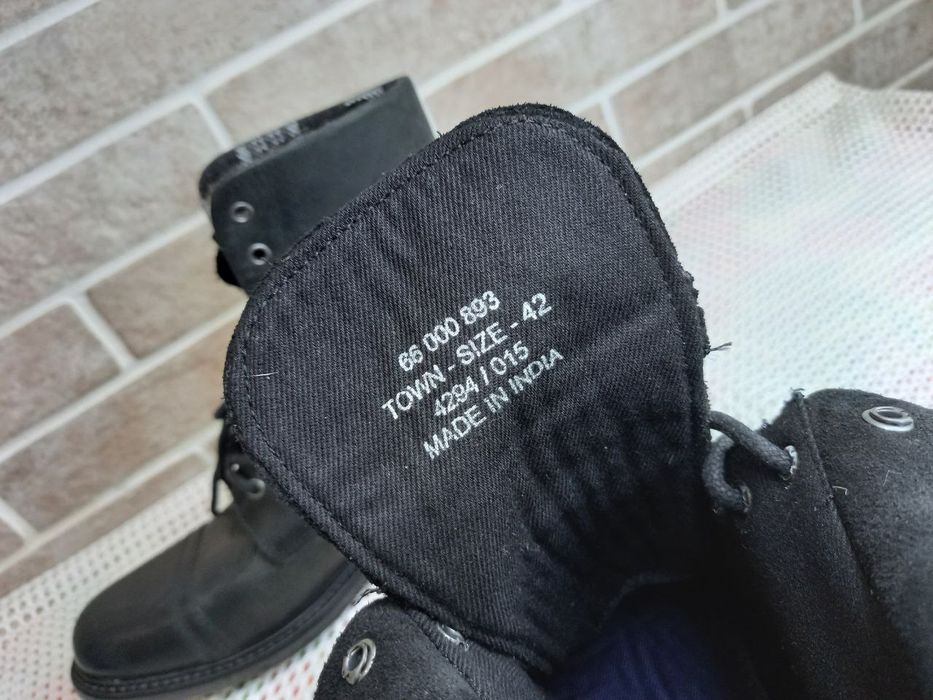 66 000 893
TOWN - SIZE - 42
4294 / 015
MADE IN INDIA